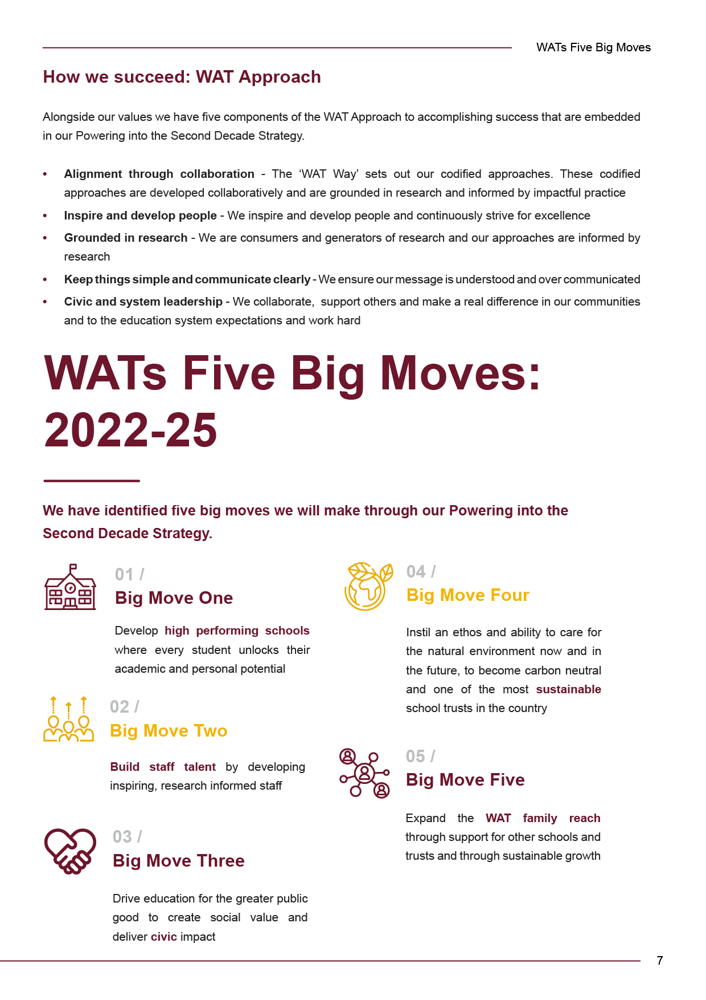 WATs Five Big Moves
How we succeed: WAT Approach
Alongside our values we have five components of the WAT Approach to accomplishing success that are embedded
in our Powering into the Second Decade Strategy.
• Alignment through collaboration - The ‘WAT Way’ sets out our codified approaches. These codified
approaches are developed collaboratively and are grounded in research and informed by impactful practice
• Inspire and develop people - We inspire and develop people and continuously strive for excellence
• Grounded in research - We are consumers and generators of research and our approaches are informed by
research
• Keep things simple and communicate clearly - We ensure our message is understood and over communicated
• Civic and system leadership - We collaborate, support others and make a real difference in our communities
and to the education system expectations and work hard
WATs Five Big Moves:
2022-25
We have identified five big moves we will make through our Powering into the
Second Decade Strategy.
01 /
Big Move One
Develop high performing schools
where every student unlocks their
academic and personal potential
02 /
Big Move Two
Build staff talent by developing
inspiring, research informed staff
03 /
Big Move Three
Drive education for the greater public
good to create social value and
deliver civic impact
04 /
Big Move Four
Instil an ethos and ability to care for
the natural environment now and in
the future, to become carbon neutral
and one of the most sustainable
school trusts in the country
05 /
Big Move Five
Expand the WAT family reach
through support for other schools and
trusts and through sustainable growth
7